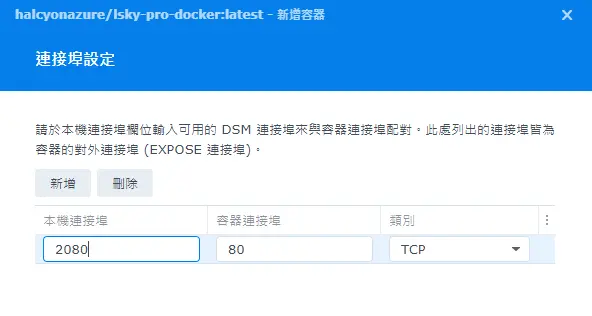 halcyonazure/lsky-pro-docker:latest - 新增容器
連接埠設定
請於本機連接埠欄位輸入可用的 DSM 連接埠來與容器連接埠配對。此處列出的連接埠皆為
容器的對外連接埠 (EXPOSE 連接埠)。
新增 刪除
本機連接埠 容器連接埠 類別
2080 80 TCP